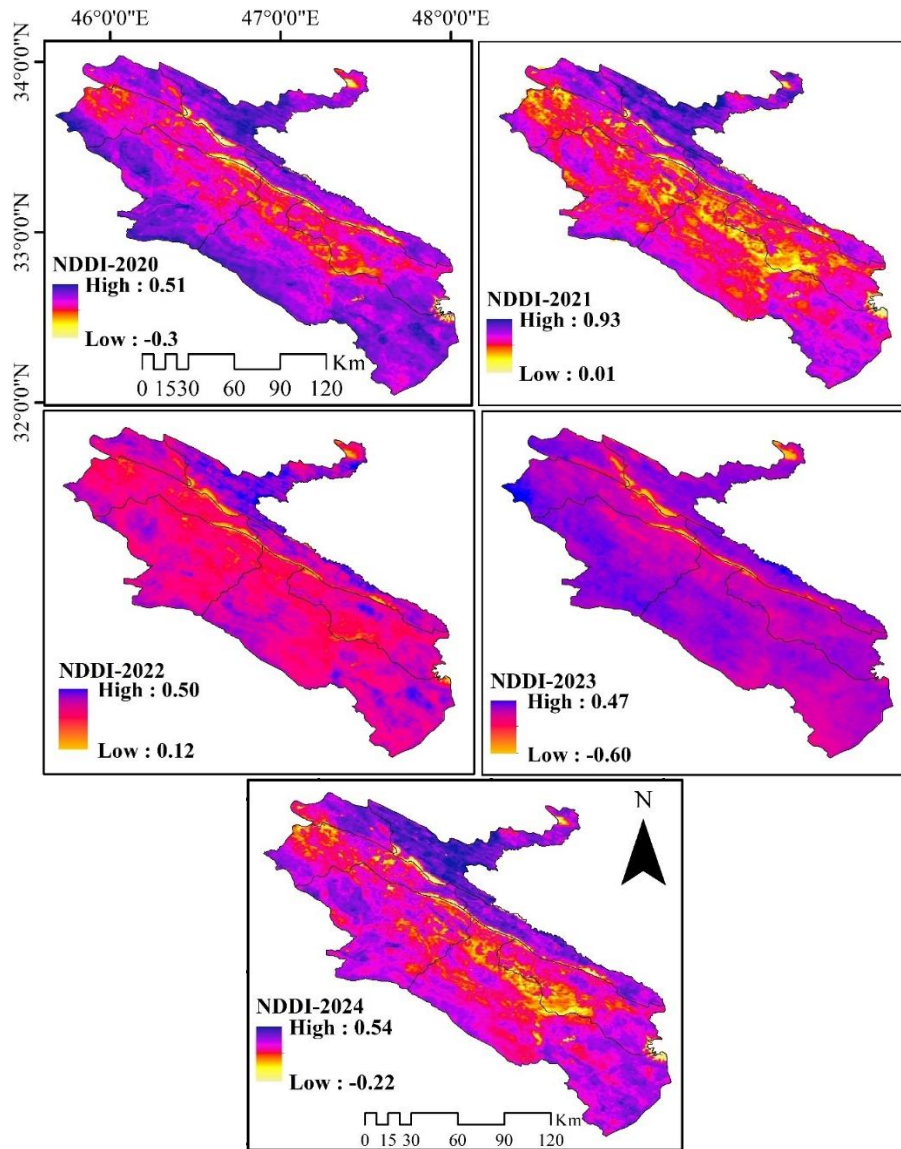 46°0'0"E 47°0'0"E 48°0'0"E
34°0'0"N
33°0'0"N
32°0'0"N
NDDI-2020
High : 0.51
Low : -0.3
Km
0 1530 60 90 120
NDDI-2021
High : 0.93
Low : 0.01
NDDI-2022
High : 0.50
Low : 0.12
NDDI-2023
High : 0.47
Low : -0.60
N
NDDI-2024
High : 0.54
Low : -0.22
Km
0 15 30 60 90 120